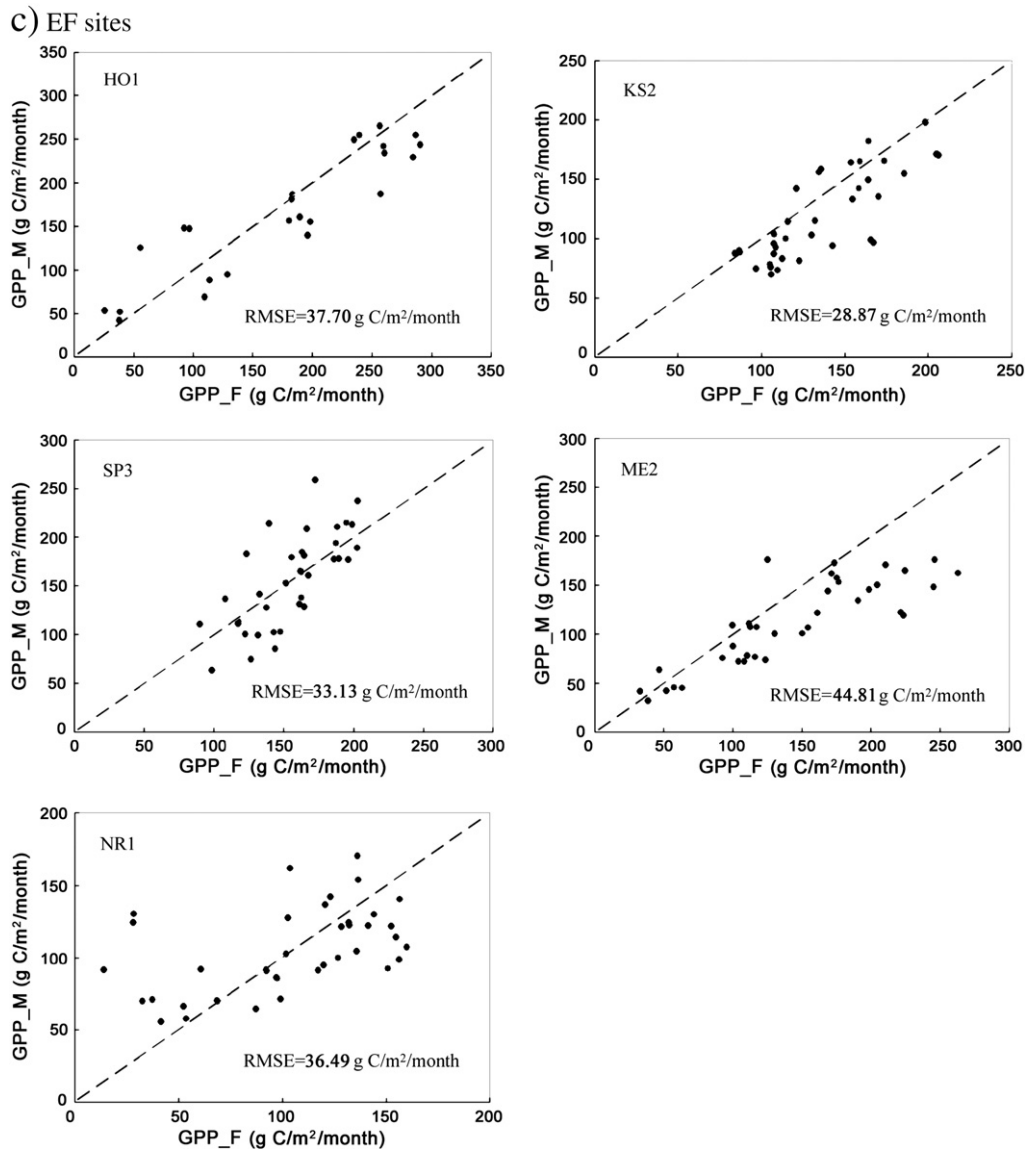 c) EF sites
350
300
250
200
150
100
50
0
GPP_M (g C/m²/month)
HO1
RMSE=37.70 g C/m²/month
0 50 100 150 200 250 300 350
GPP_F (g C/m²/month)
250
200
150
100
50
0
GPP_M (g C/m²/month)
KS2
RMSE=28.87 g C/m²/month
0 50 100 150 200 250
GPP_F (g C/m²/month)
300
250
200
150
100
50
0
GPP_M (g C/m²/month)
SP3
RMSE=33.13 g C/m²/month
0 50 100 150 200 250 300
GPP_F (g C/m²/month)
300
250
200
150
100
50
0
GPP_M (g C/m²/month)
ME2
RMSE=44.81 g C/m²/month
0 50 100 150 200 250 300
GPP_F (g C/m²/month)
200
150
100
50
0
GPP_M (g C/m²/month)
NR1
RMSE=36.49 g C/m²/month
0 50 100 150 200
GPP_F (g C/m²/month)